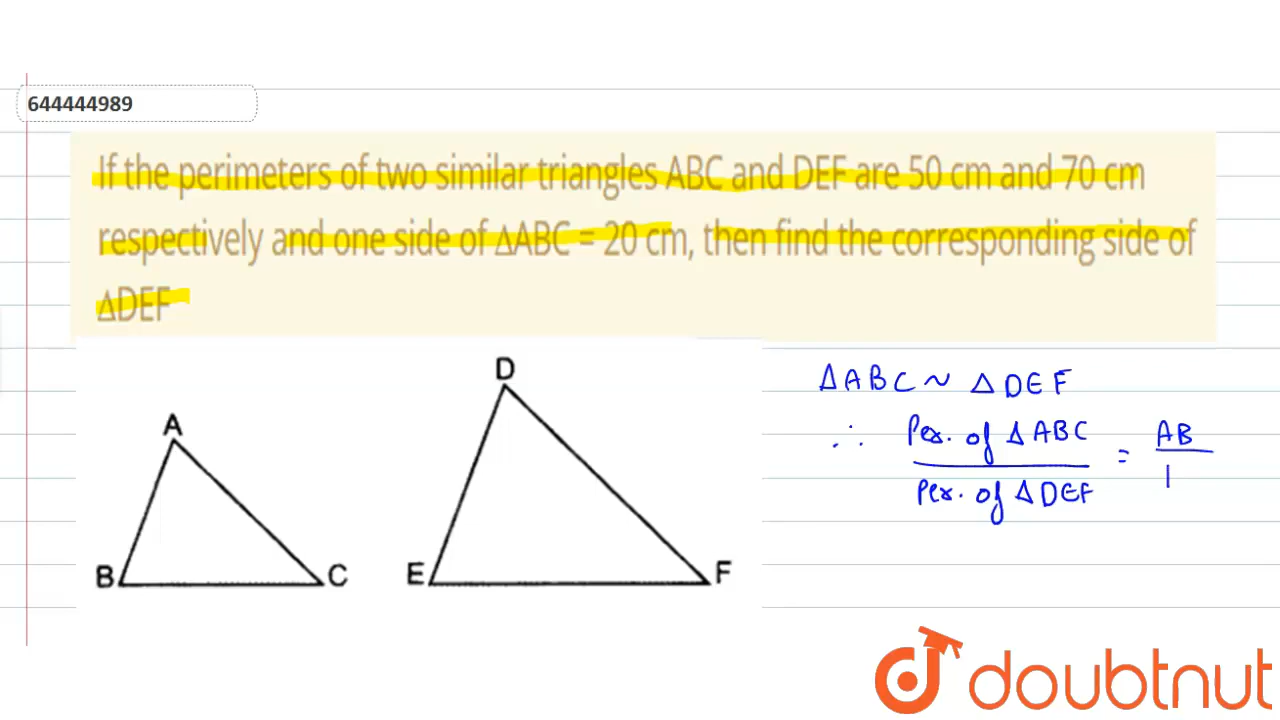 644444989
If the perimeters of two similar triangles ABC and DEF are 50 cm and 70 cm
respectively and one side of ΔABC = 20 cm, then find the corresponding side of
ΔDEF
D
A
B
C
E
F
ΔABC ~ ΔDEF
∴ Per. of ΔABC / Per. of ΔDEF = AB /
doubtnut